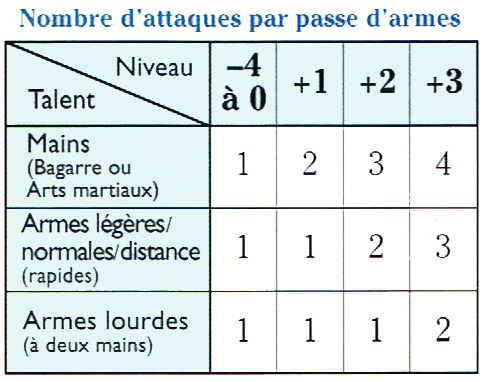 Nombre d'attaques par passe d'armes
Niveau
Talent
–4
à 0
+1
+2
+3
Mains
(Bagarre ou
Arts martiaux)
1
2
3
4
Armes légères/
normales/distance
(rapides)
1
1
2
3
Armes lourdes
(à deux mains)
1
1
1
2